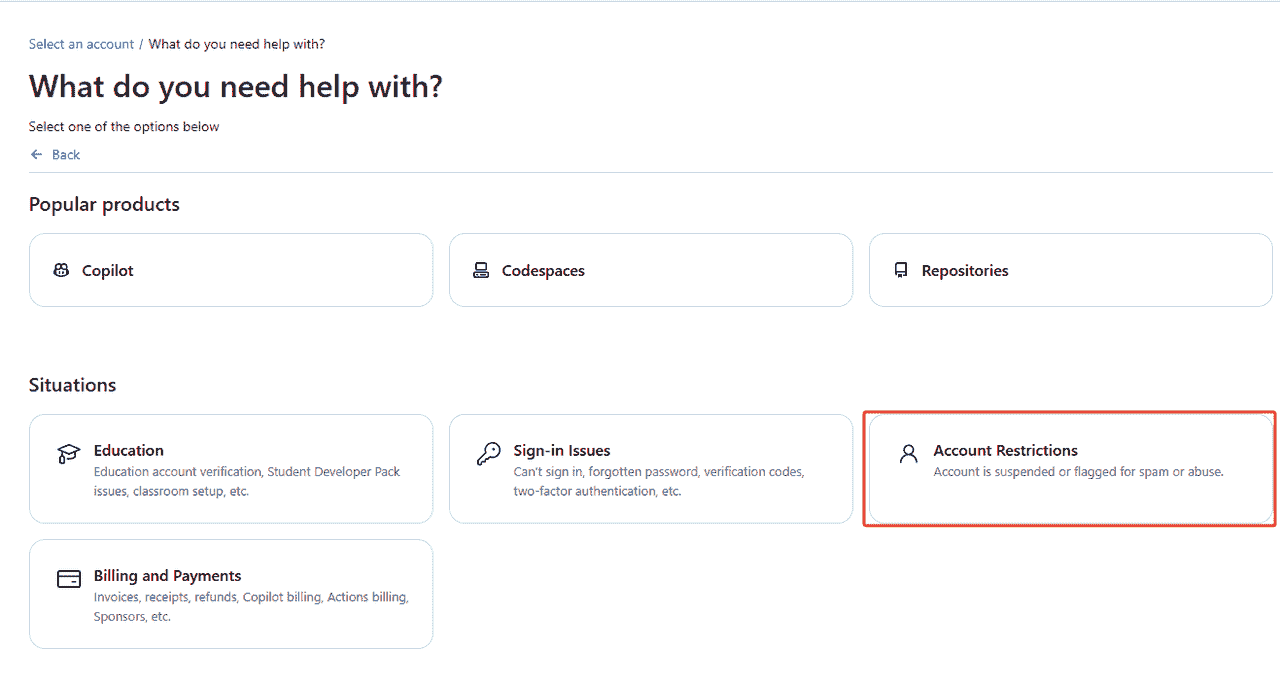 Select an account / What do you need help with?
What do you need help with?
Select one of the options below
← Back
Popular products
Copilot
Codespaces
Repositories
Situations
Education
Education account verification, Student Developer Pack
issues, classroom setup, etc.
Sign-in Issues
Can't sign in, forgotten password, verification codes,
two-factor authentication, etc.
Account Restrictions
Account is suspended or flagged for spam or abuse.
Billing and Payments
Invoices, receipts, refunds, Copilot billing, Actions billing,
Sponsors, etc.